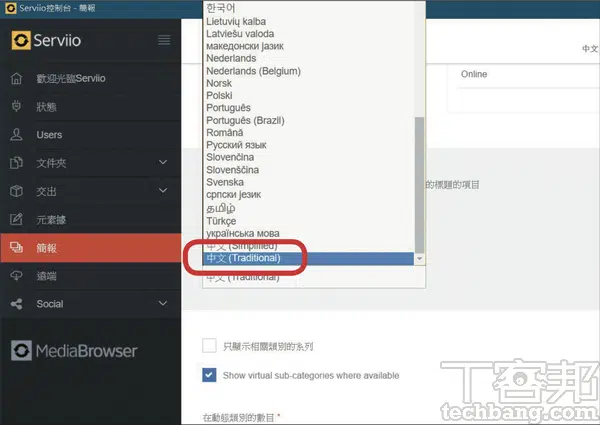 Serviio控制台 - 簡報
Serviio
歡迎光臨Serviio
狀態
Users
文件夾
交出
元素據
簡報
遠端
Social
MediaBrowser
한국어
Lietuvių kalba
Latviešu valoda
македонски јазик
Nederlands
Nederlands (Belgium)
Norsk
Polski
Português
Português (Brazil)
Română
Русский язык
Slovenčina
Slovenščina
Svenska
српски језик
தமிழ்
Türkçe
українська мова
中文 (Simplified)
中文 (Traditional)
中文 (Traditional)
中文
Online
的標題的項目
只顯示相關類別的系列
Show virtual sub-categories where available
在動態類別的數目 *
T客邦
techbang.com